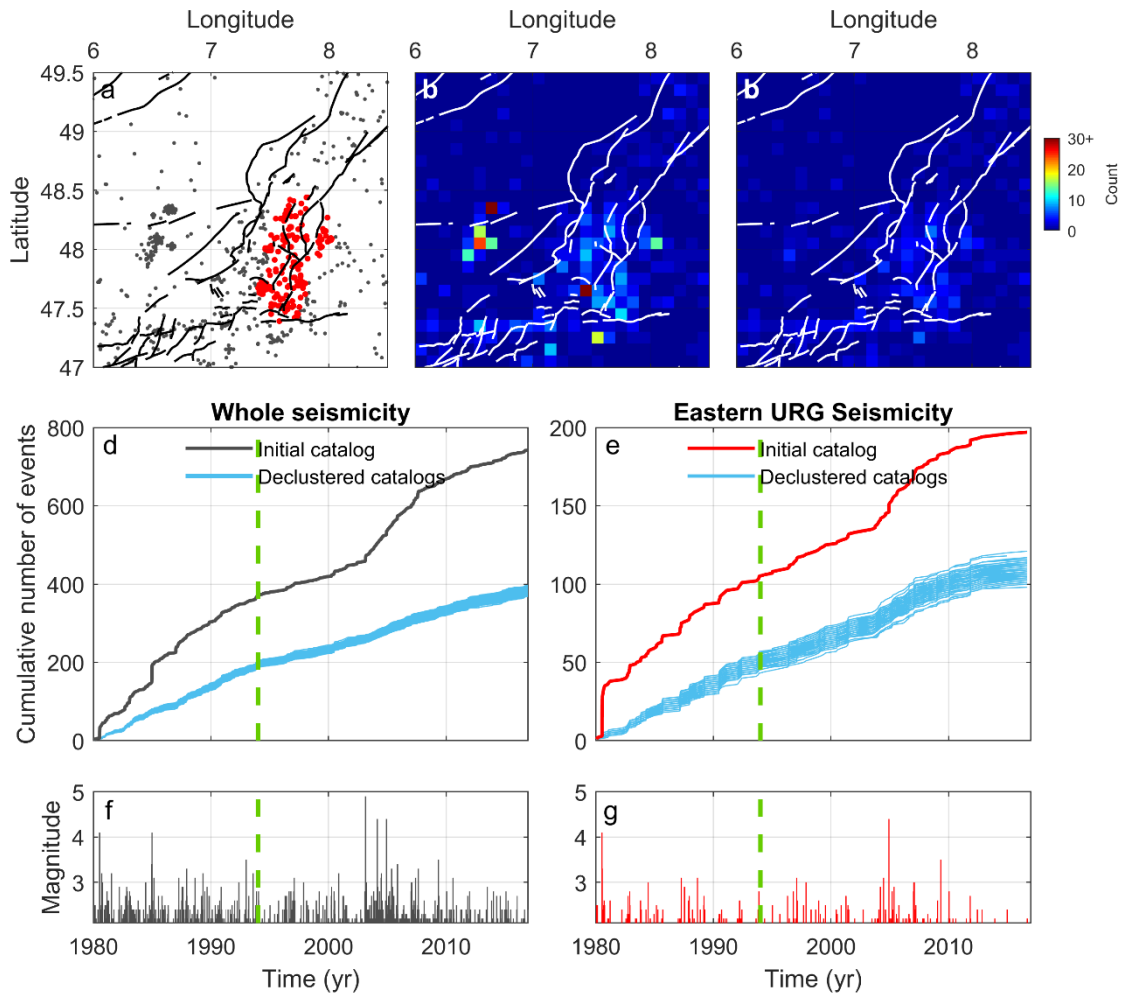 Longitude Longitude Longitude
6 7 8 6 7 8 6 7 8
49.5
49
48.5
48
47.5
47
Latitude
a
b
b
30+
20
10
0
Count
Whole seismicity
Cumulative number of events
800
600
400
200
0
d
Initial catalog
Declustered catalogs
Eastern URG Seismicity
200
150
100
50
0
e
Initial catalog
Declustered catalogs
Magnitude
5
4
3
f
1980 1990 2000 2010
Time (yr)
5
4
3
g
1980 1990 2000 2010
Time (yr)